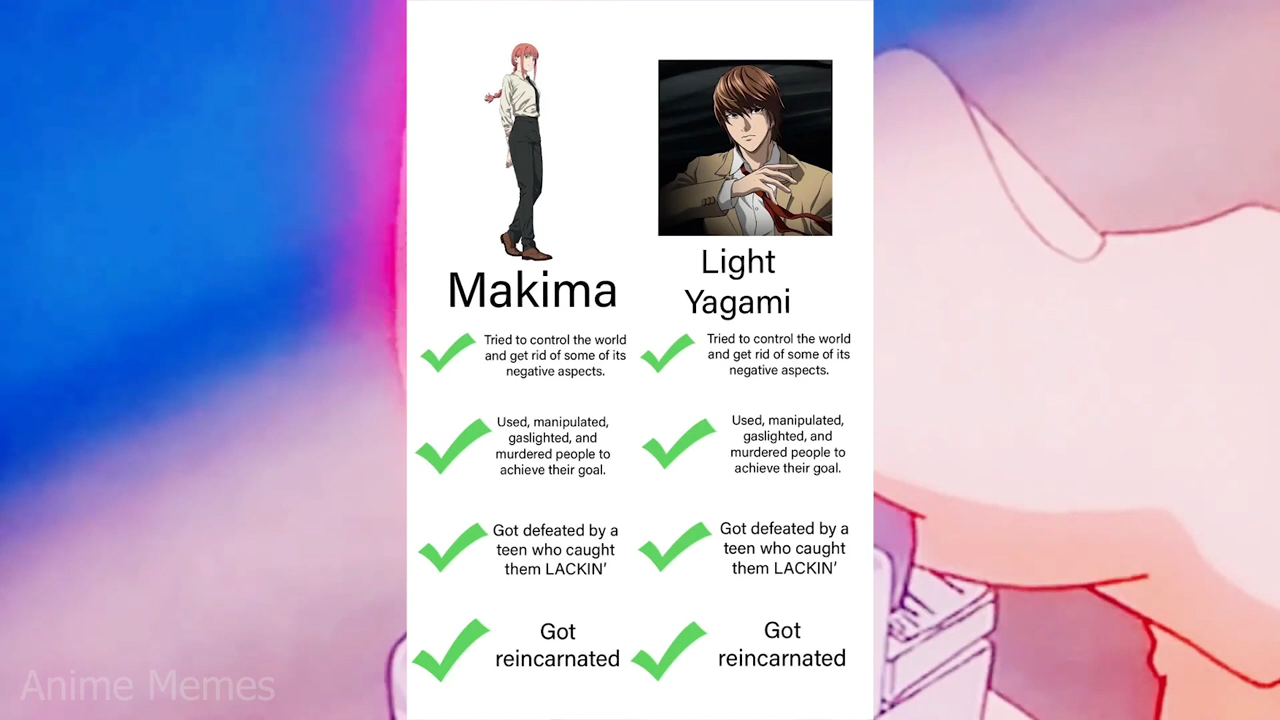 Makima
Light
Yagami
Tried to control the world
and get rid of some of its
negative aspects.
Tried to control the world
and get rid of some of its
negative aspects.
Used, manipulated,
gaslighted, and
murdered people to
achieve their goal.
Used, manipulated,
gaslighted, and
murdered people to
achieve their goal.
Got defeated by a
teen who caught
them LACKIN’
Got defeated by a
teen who caught
them LACKIN’
Got
reincarnated
Got
reincarnated
Anime Memes